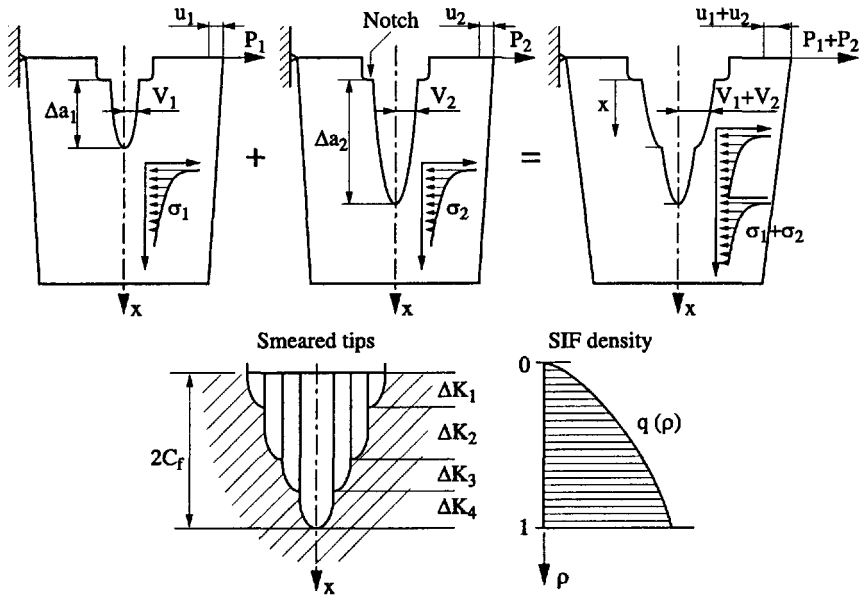 u₁
P₁
Δa₁
V₁
σ₁
x
+
u₂
Notch
P₂
Δa₂
V₂
σ₂
x
=
u₁+u₂
P₁+P₂
x
V₁+V₂
σ₁+σ₂
x
Smeared tips
2C_f
ΔK₁
ΔK₂
ΔK₃
ΔK₄
x
SIF density
0
q (ρ)
1
ρ